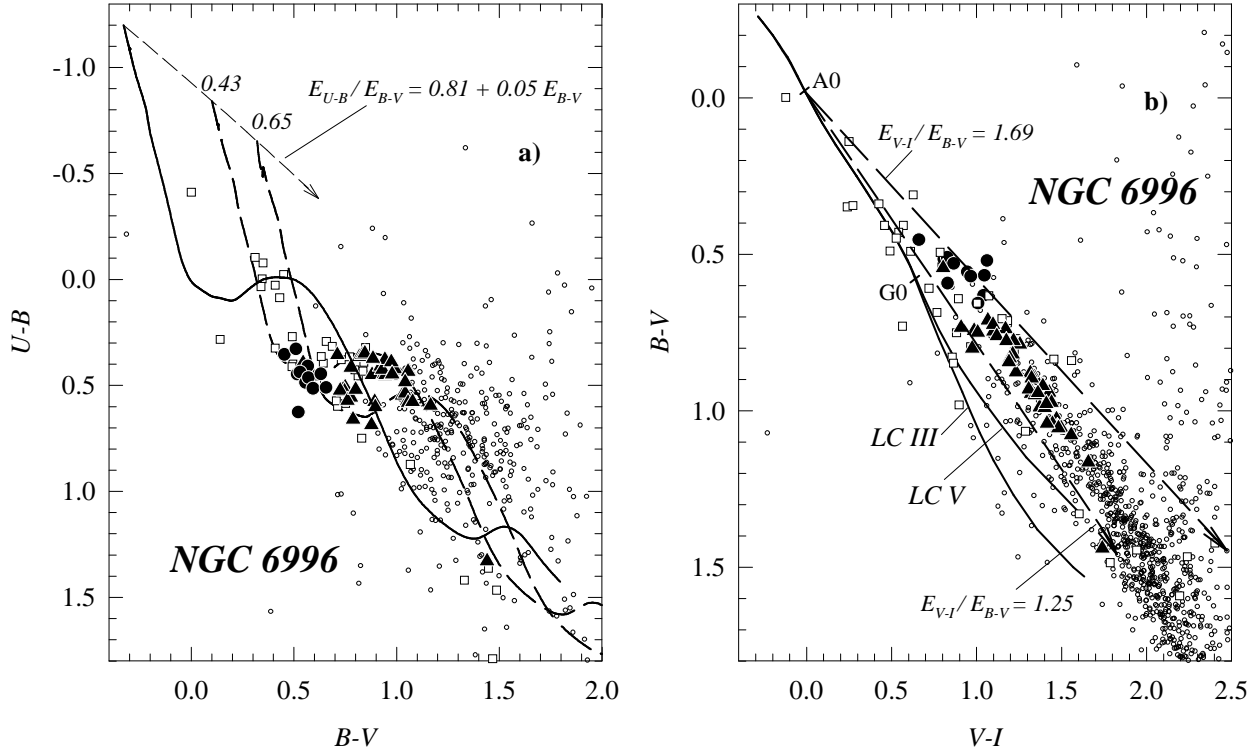 -1.0
-0.5
0.0
0.5
1.0
1.5
U-B
0.43
0.65
E_{U-B} / E_{B-V} = 0.81 + 0.05 E_{B-V}
a)
NGC 6996
0.0
0.5
1.0
1.5
2.0
B-V
0.0
0.5
1.0
1.5
B-V
A0
b)
E_{V-I} / E_{B-V} = 1.69
NGC 6996
G0
LC III
LC V
E_{V-I} / E_{B-V} = 1.25
0.0
0.5
1.0
1.5
2.0
2.5
V-I